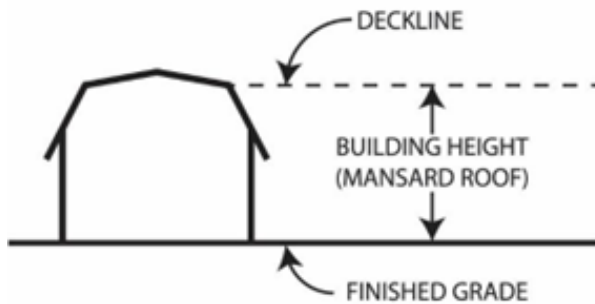 DECKLINE
BUILDING HEIGHT
(MANSARD ROOF)
FINISHED GRADE